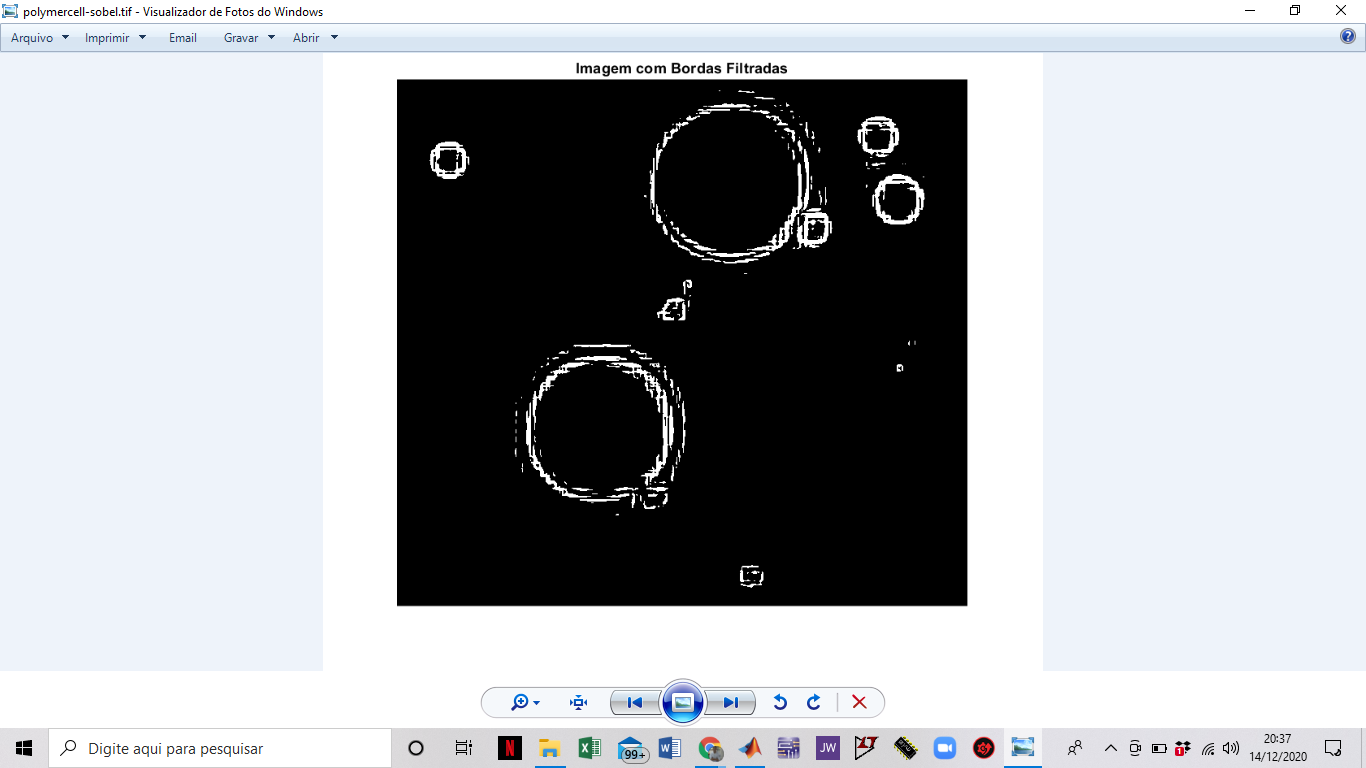 polymercell-sobel.tif - Visualizador de Fotos do Windows
Arquivo Imprimir Email Gravar Abrir
Imagem com Bordas Filtradas
Digite aqui para pesquisar
N
99+
W
JW
1
20:37
14/12/2020